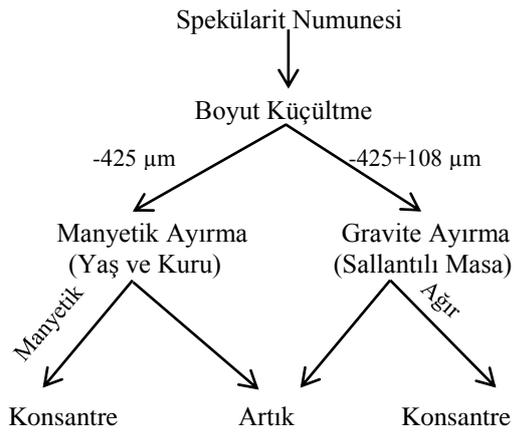 Spekülarit Numunesi
Boyut Küçültme
-425 µm
-425+108 µm
Manyetik Ayırma
(Yaş ve Kuru)
Gravite Ayırma
(Sallantılı Masa)
Manyetik
Ağır
Konsantre
Artık
Konsantre